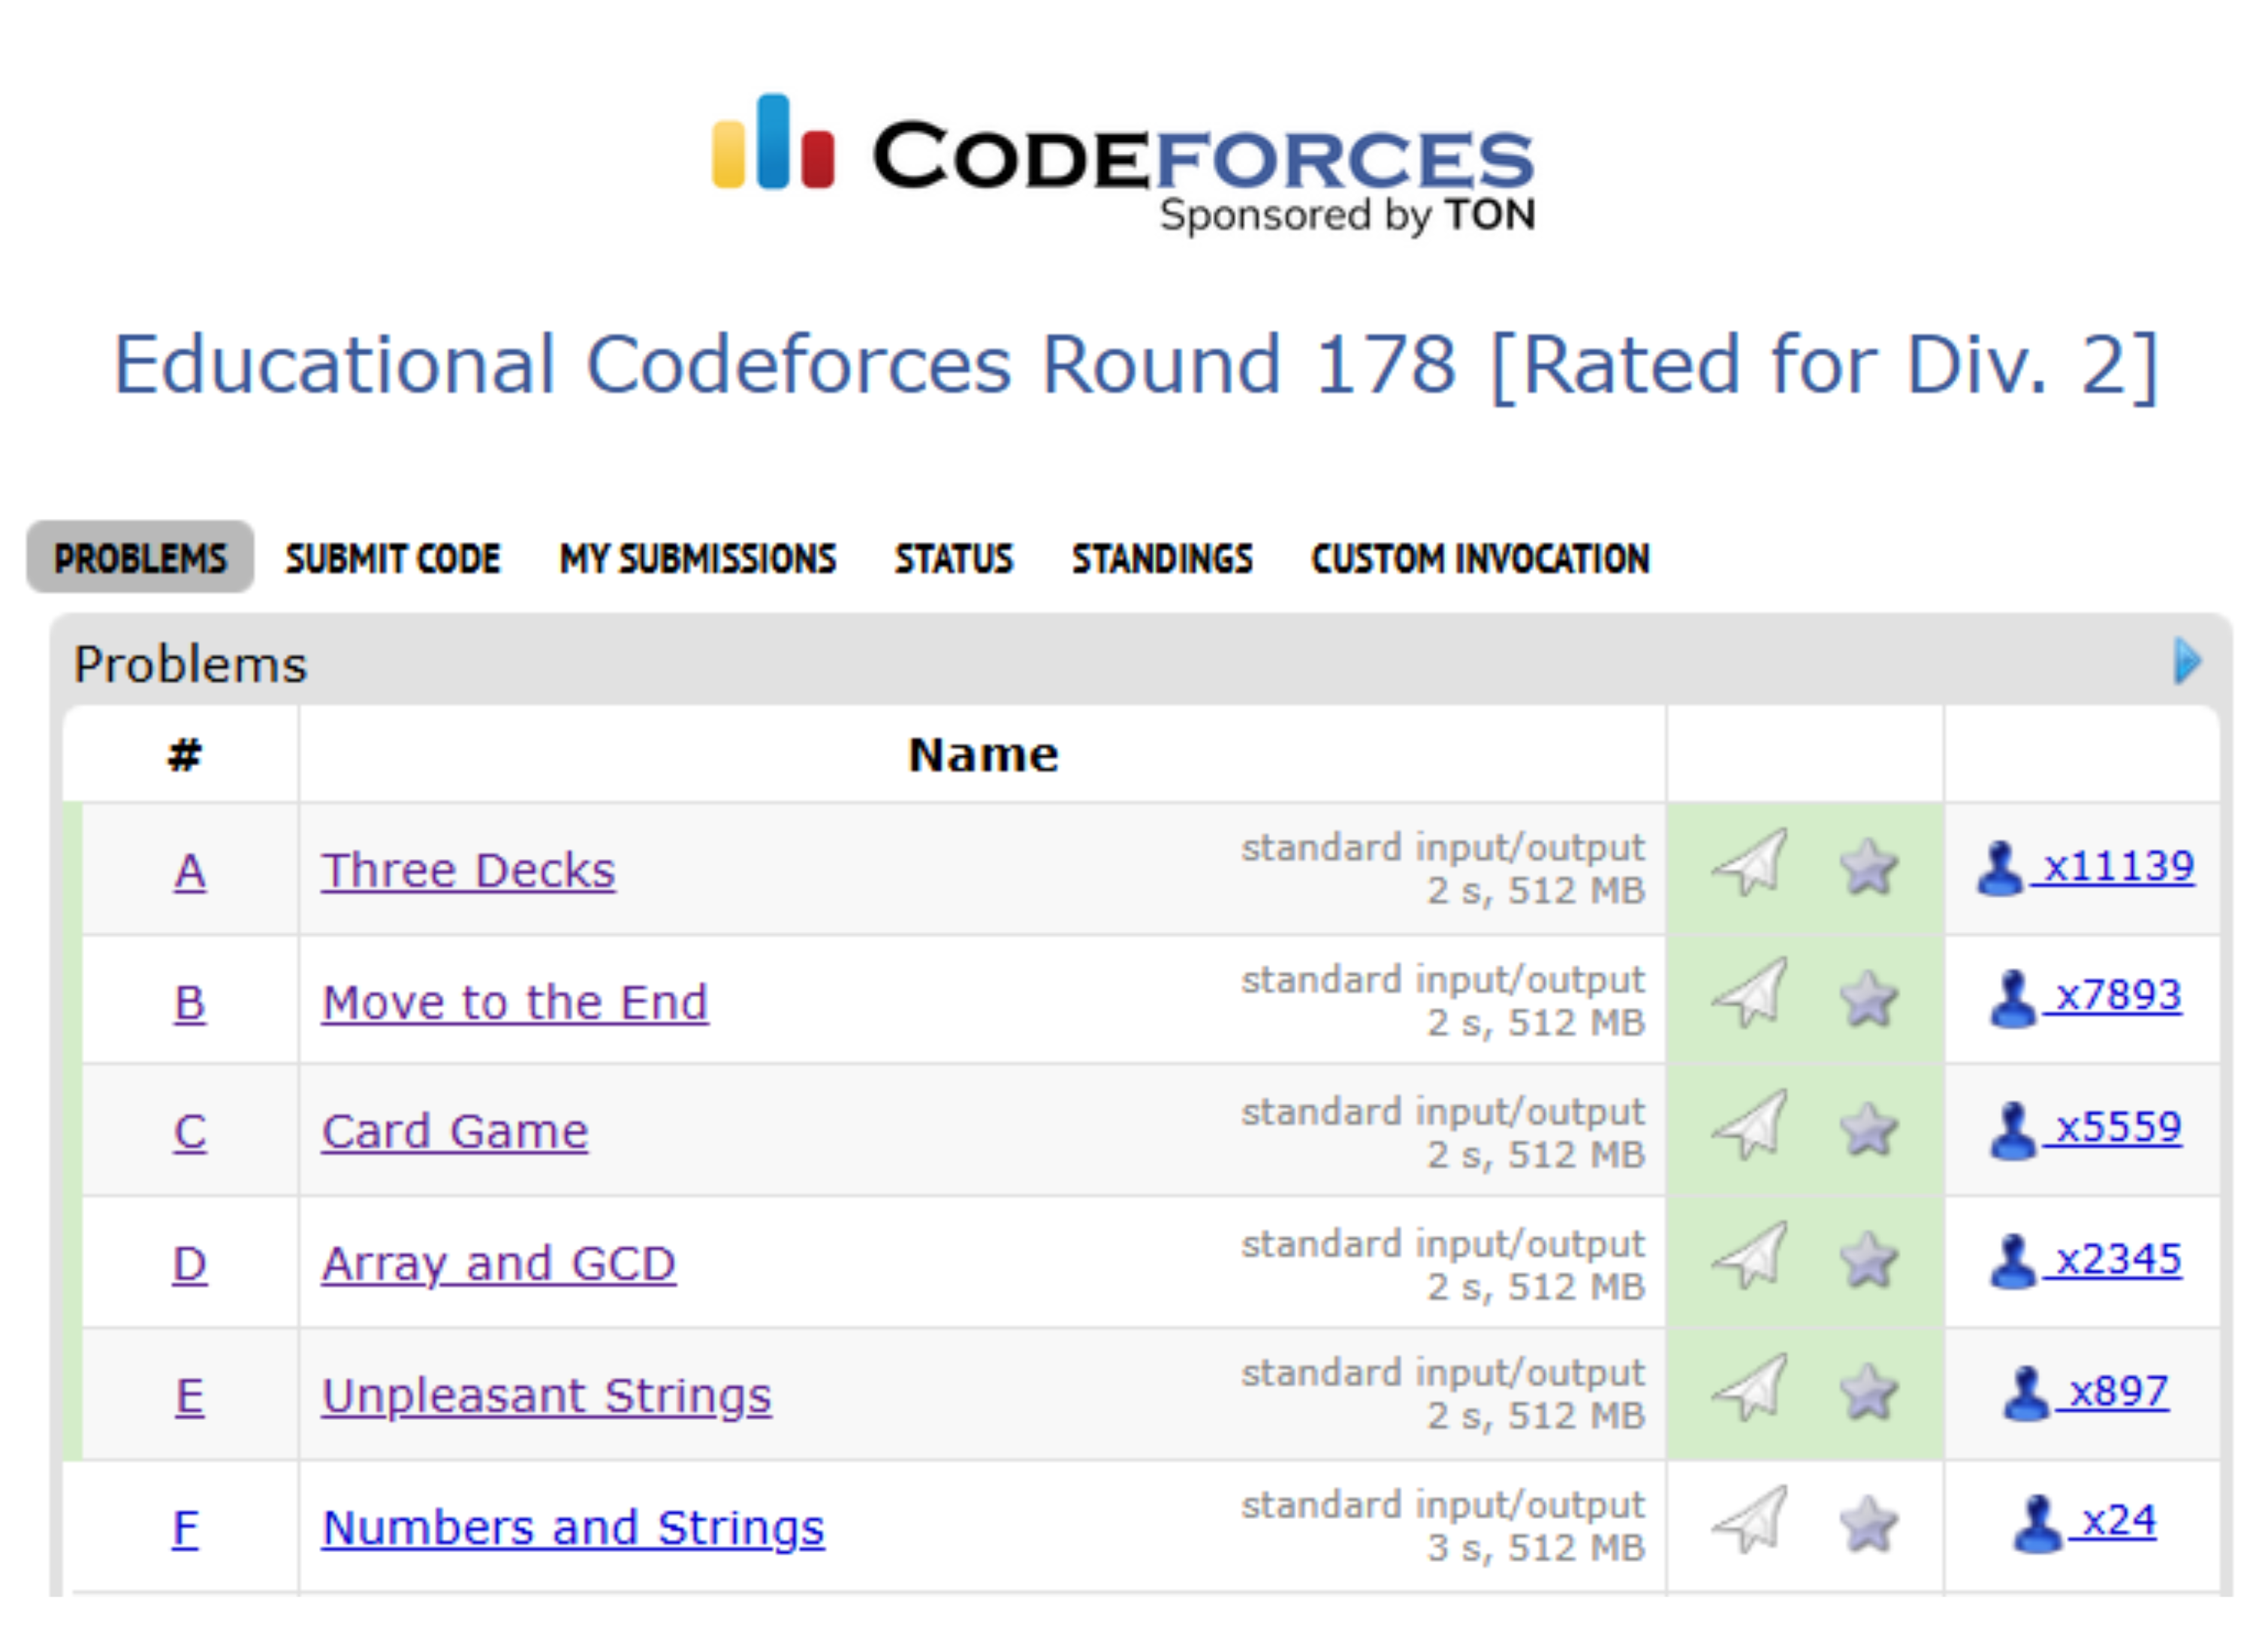 CODEFORCES
Sponsored by TON
Educational Codeforces Round 178 [Rated for Div. 2]
PROBLEMS SUBMIT CODE MY SUBMISSIONS STATUS STANDINGS CUSTOM INVOCATION
Problems
# Name
A Three Decks standard input/output x11139
2 s, 512 MB
B Move to the End standard input/output x7893
2 s, 512 MB
C Card Game standard input/output x5559
2 s, 512 MB
D Array and GCD standard input/output x2345
2 s, 512 MB
E Unpleasant Strings standard input/output x897
2 s, 512 MB
F Numbers and Strings standard input/output x24
3 s, 512 MB